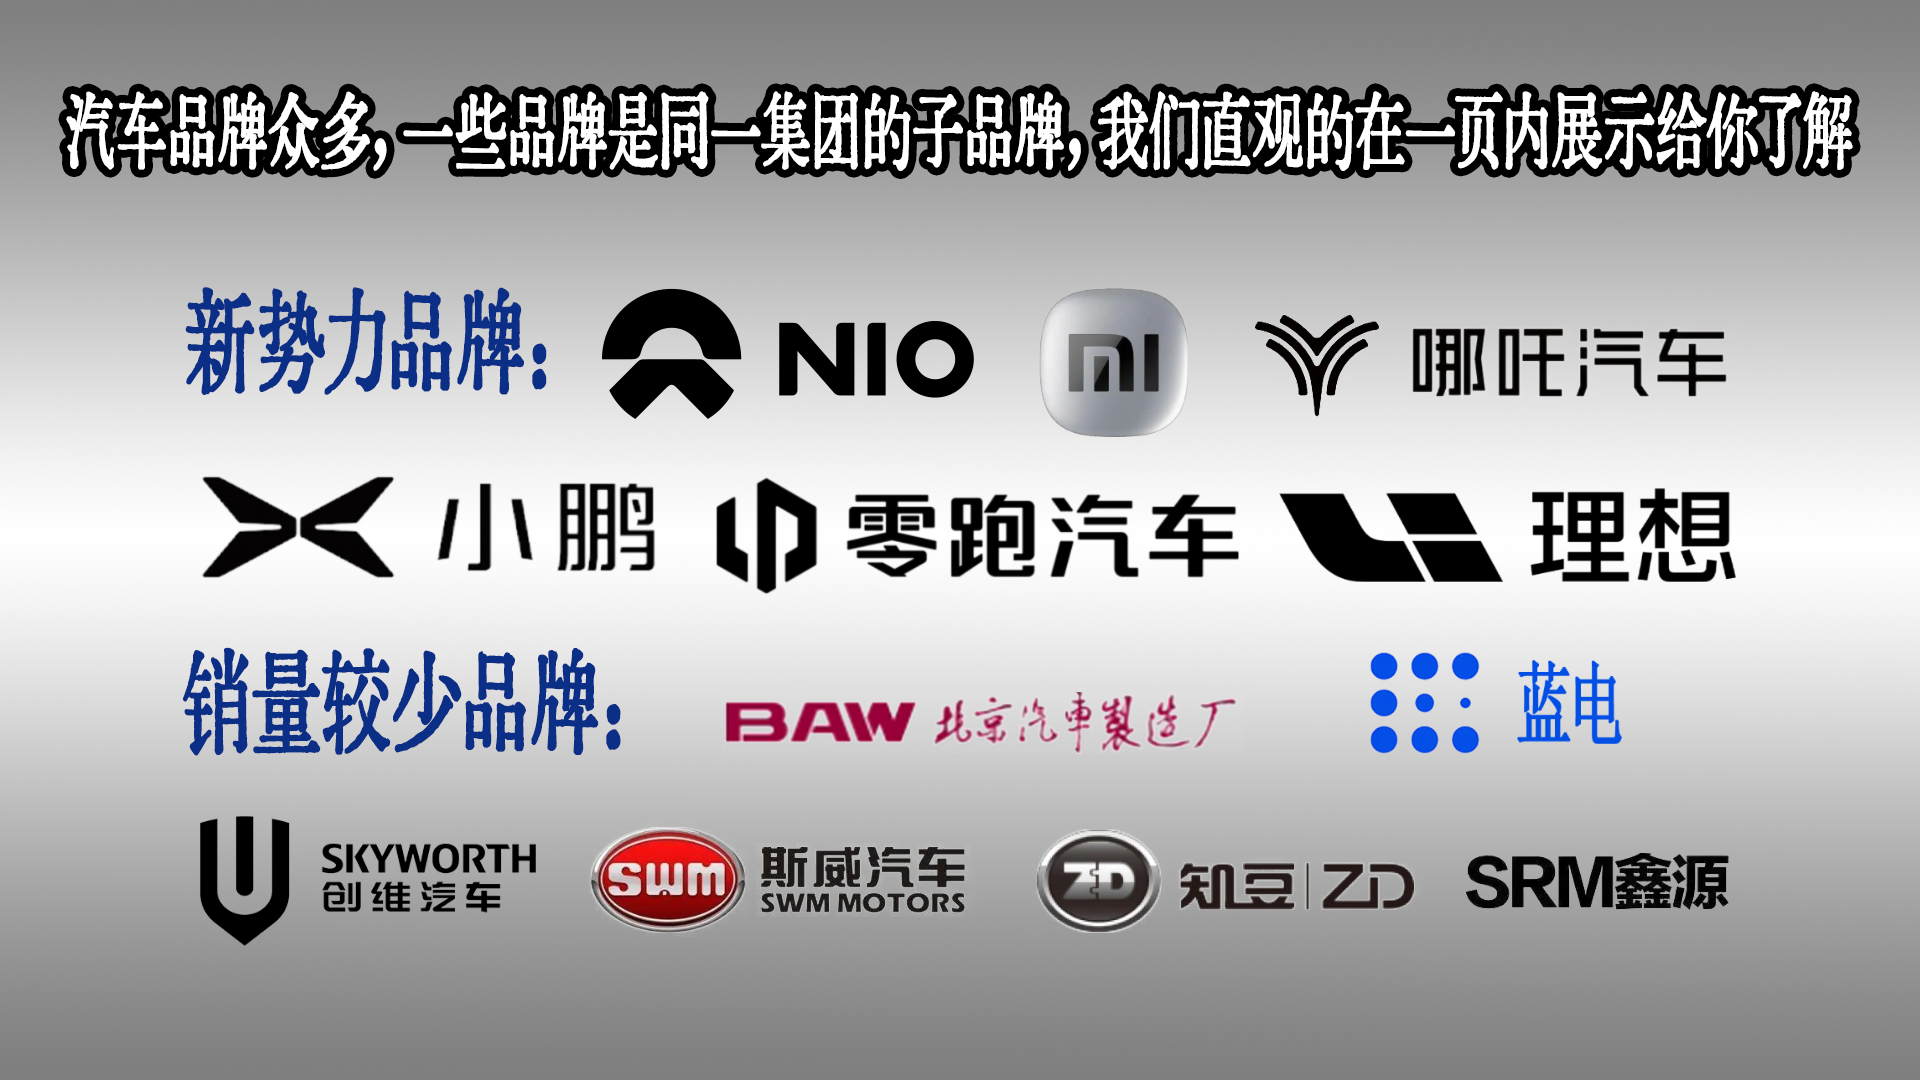 汽车品牌众多,一些品牌是同一集团的子品牌,我们直观的在一页内展示给你了解
新势力品牌: NIO mi 哪吒汽车
小鹏 零跑汽车 理想
销量较少品牌: BAW 北京汽車製造厂 蓝电
SKYWORTH
创维汽车
SWM 斯威汽车
SWM MOTORS
ZD 知豆 | ZD
SRM鑫源